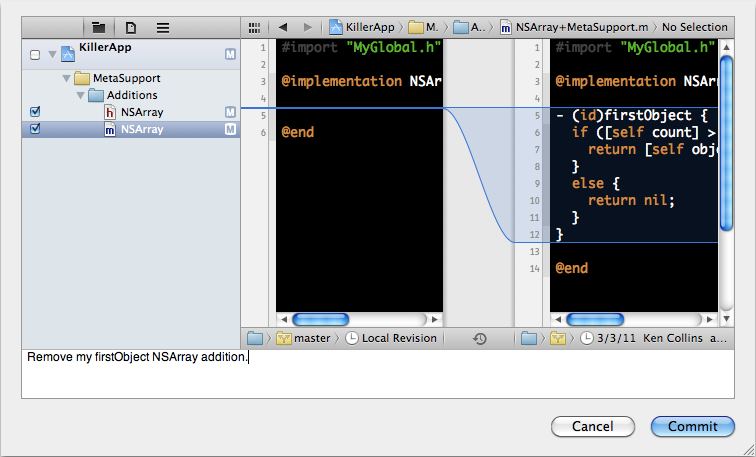 KillerApp M
MetaSupport
Additions
NSArray M
NSArray M
KillerApp M. A.. NSArray+MetaSupport.m No Selection
1 #import "MyGlobal.h"
2
3 @implementation NSAr
4
5
6 @end
1 #import "MyGlobal.h"
2
3 @implementation NSAr
4
5 - (id)firstObject {
6 if ([self count] >
7 return [self obje
8 }
9 else {
10 return nil;
11 }
12 }
13
14 @end
master Local Revision
3/3/11 Ken Collins a...
Remove my firstObject NSArray addition.
Cancel Commit